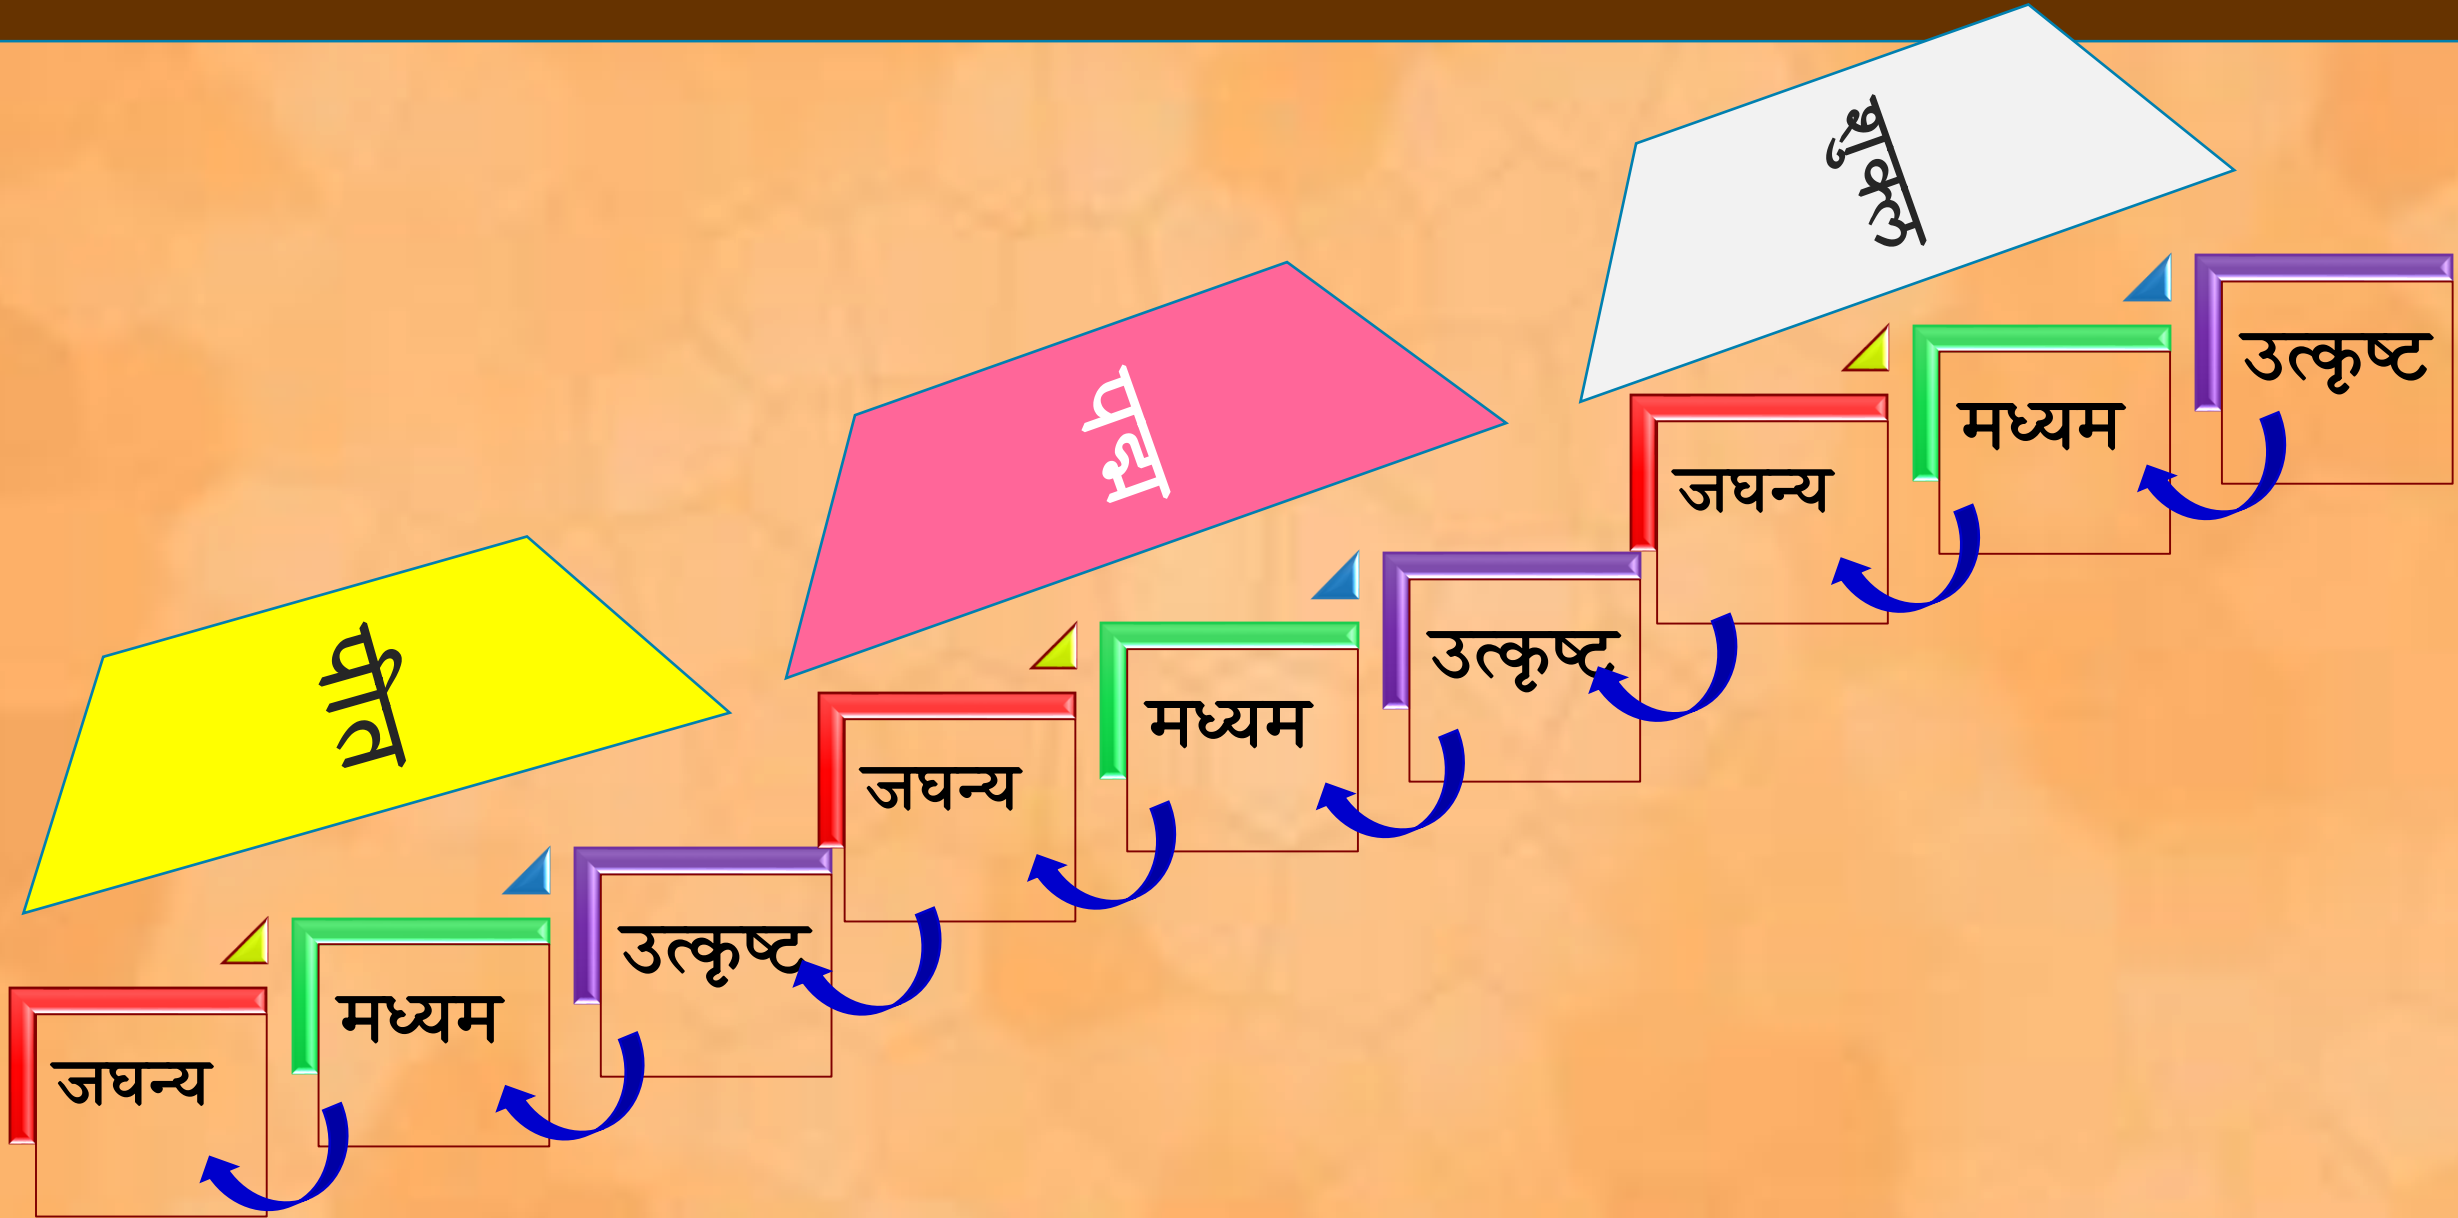 पीत
जघन्य
मध्यम
उत्कृष्ट
पद्म
जघन्य
मध्यम
उत्कृष्ट
शुक्ल
जघन्य
मध्यम
उत्कृष्ट